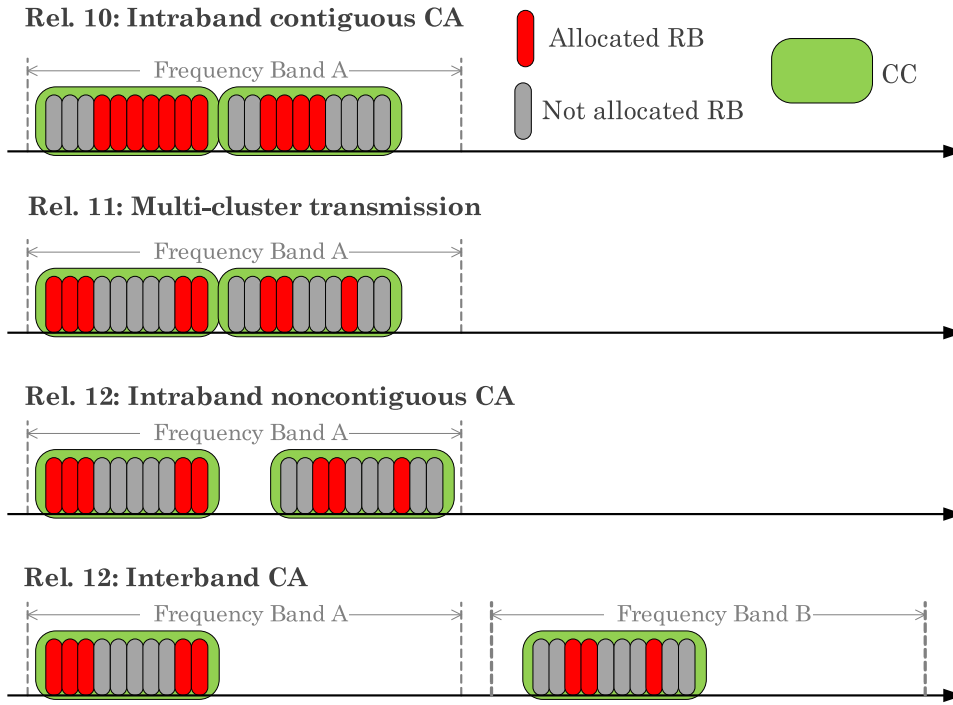 Rel. 10: Intraband contiguous CA
Allocated RB
Frequency Band A
CC
Not allocated RB
Rel. 11: Multi-cluster transmission
Frequency Band A
Rel. 12: Intraband noncontiguous CA
Frequency Band A
Rel. 12: Interband CA
Frequency Band A
Frequency Band B